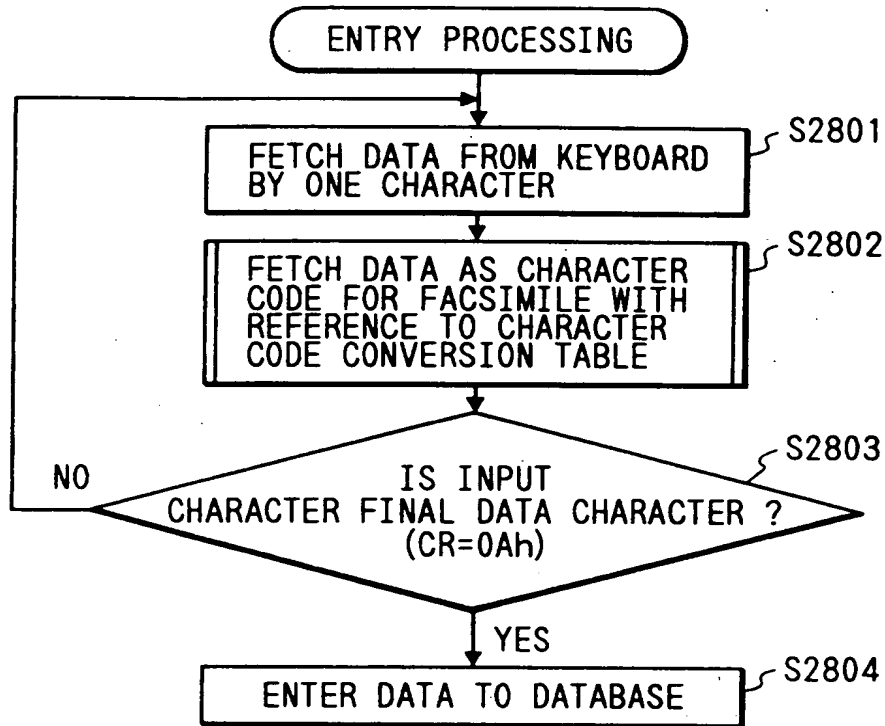 ENTRY PROCESSING
S2801
FETCH DATA FROM KEYBOARD
BY ONE CHARACTER
S2802
FETCH DATA AS CHARACTER
CODE FOR FACSIMILE WITH
REFERENCE TO CHARACTER
CODE CONVERSION TABLE
S2803
NO
IS INPUT
CHARACTER FINAL DATA CHARACTER ?
(CR=0Ah)
YES
S2804
ENTER DATA TO DATABASE